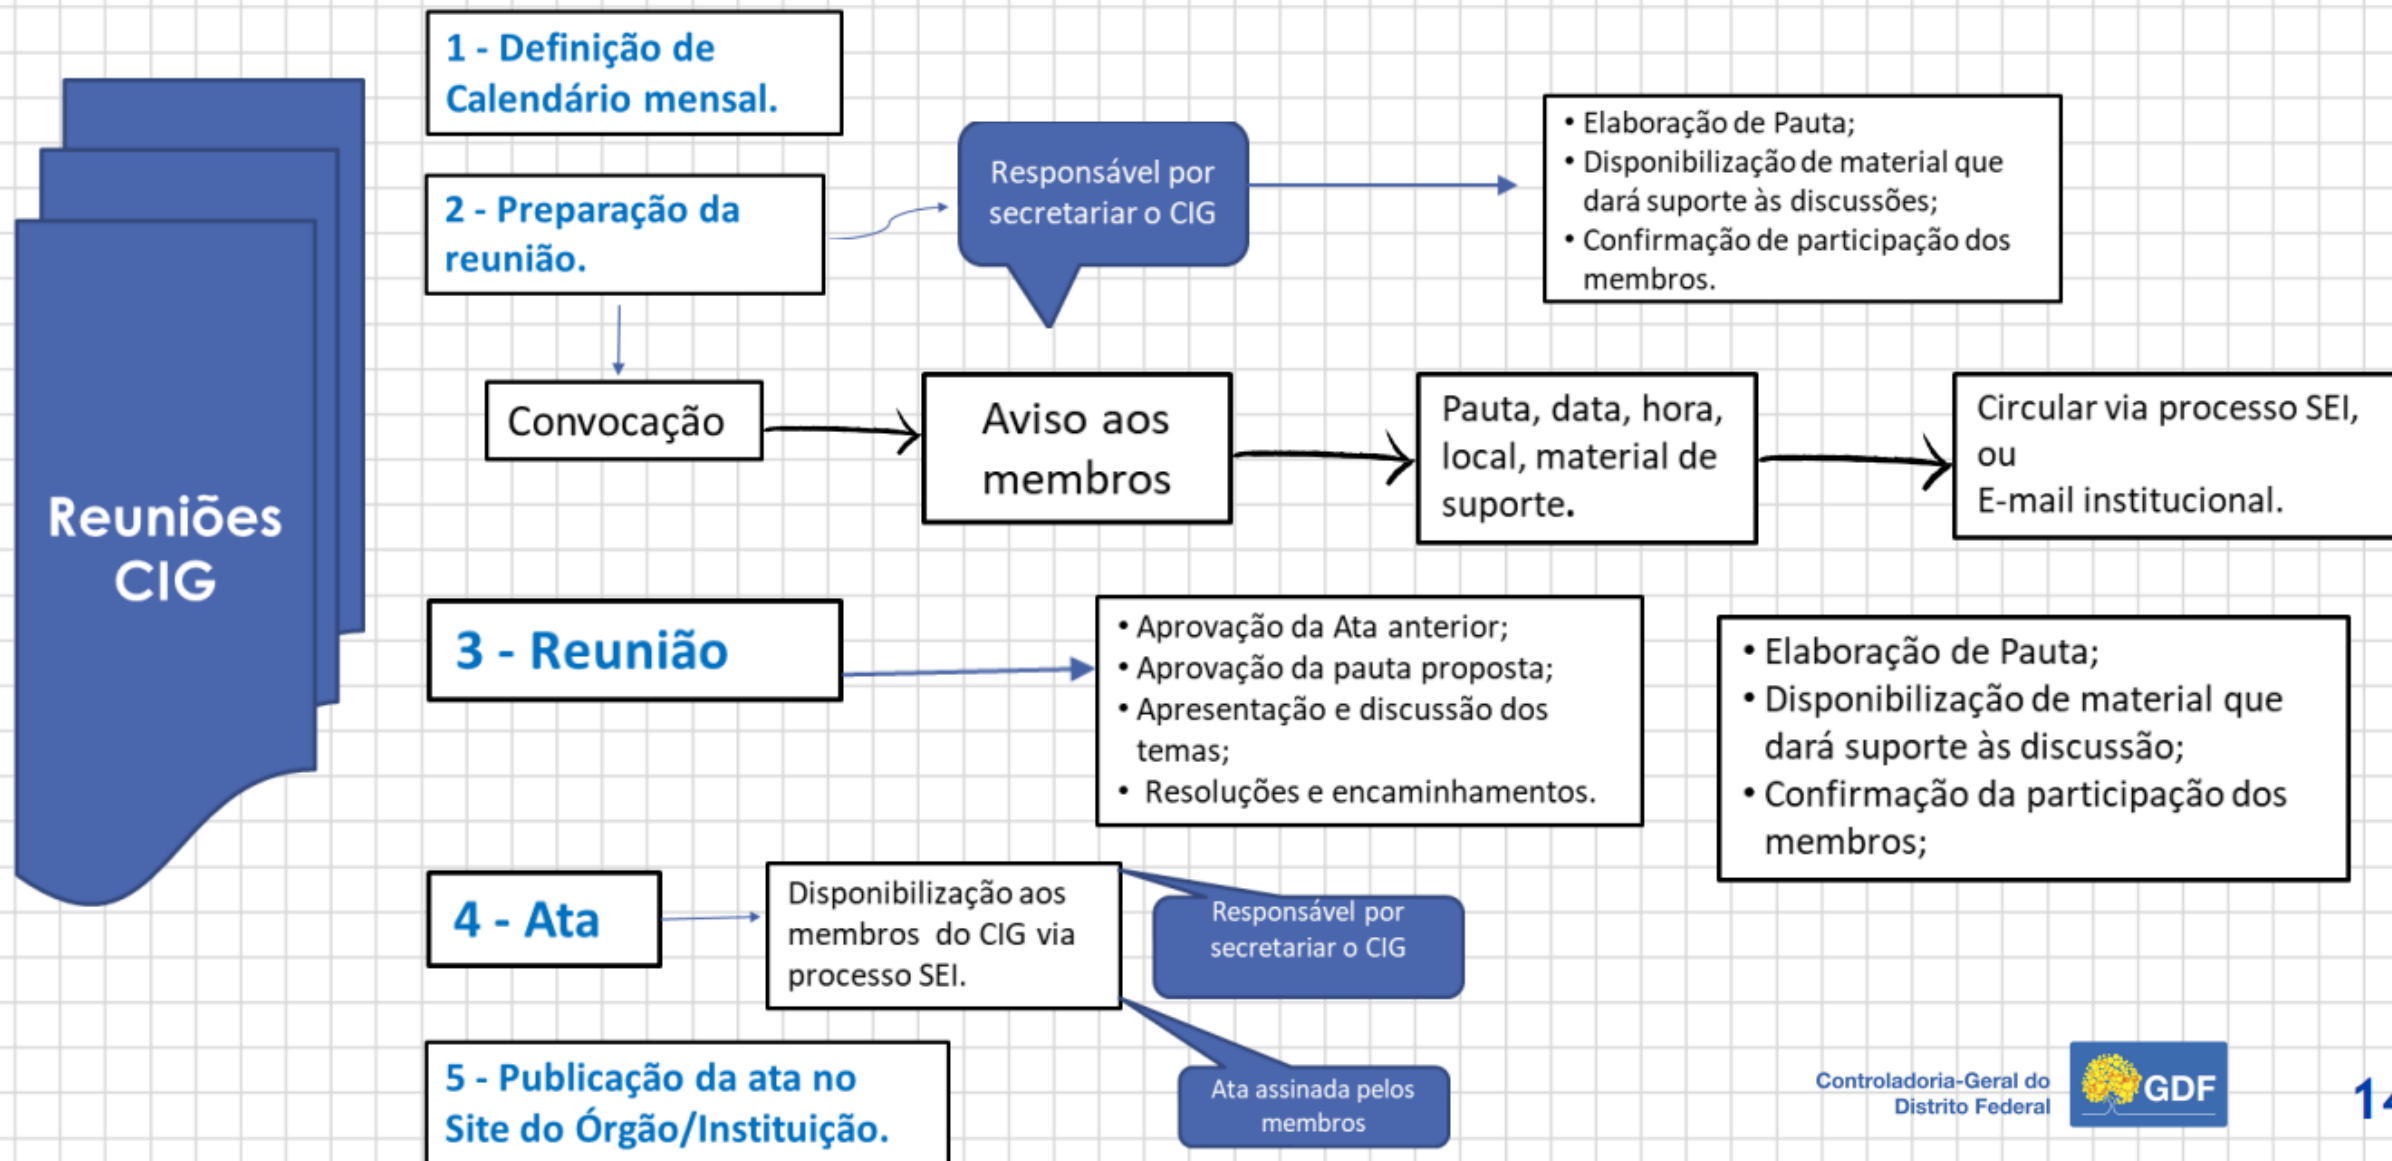 Reuniões
CIG
1 - Definição de
Calendário mensal.
2 - Preparação da
reunião.
Responsável por
secretariar o CIG
• Elaboração de Pauta;
• Disponibilização de material que
dará suporte às discussões;
• Confirmação de participação dos
membros.
Convocação
Aviso aos
membros
Pauta, data, hora,
local, material de
suporte.
Circular via processo SEI,
ou
E-mail institucional.
3 - Reunião
• Aprovação da Ata anterior;
• Aprovação da pauta proposta;
• Apresentação e discussão dos
temas;
• Resoluções e encaminhamentos.
• Elaboração de Pauta;
• Disponibilização de material que
dará suporte às discussão;
• Confirmação da participação dos
membros;
4 - Ata
Disponibilização aos
membros do CIG via
processo SEI.
Responsável por
secretariar o CIG
Ata assinada pelos
membros
5 - Publicação da ata no
Site do Órgão/Instituição.
Controladoria-Geral do
Distrito Federal
GDF